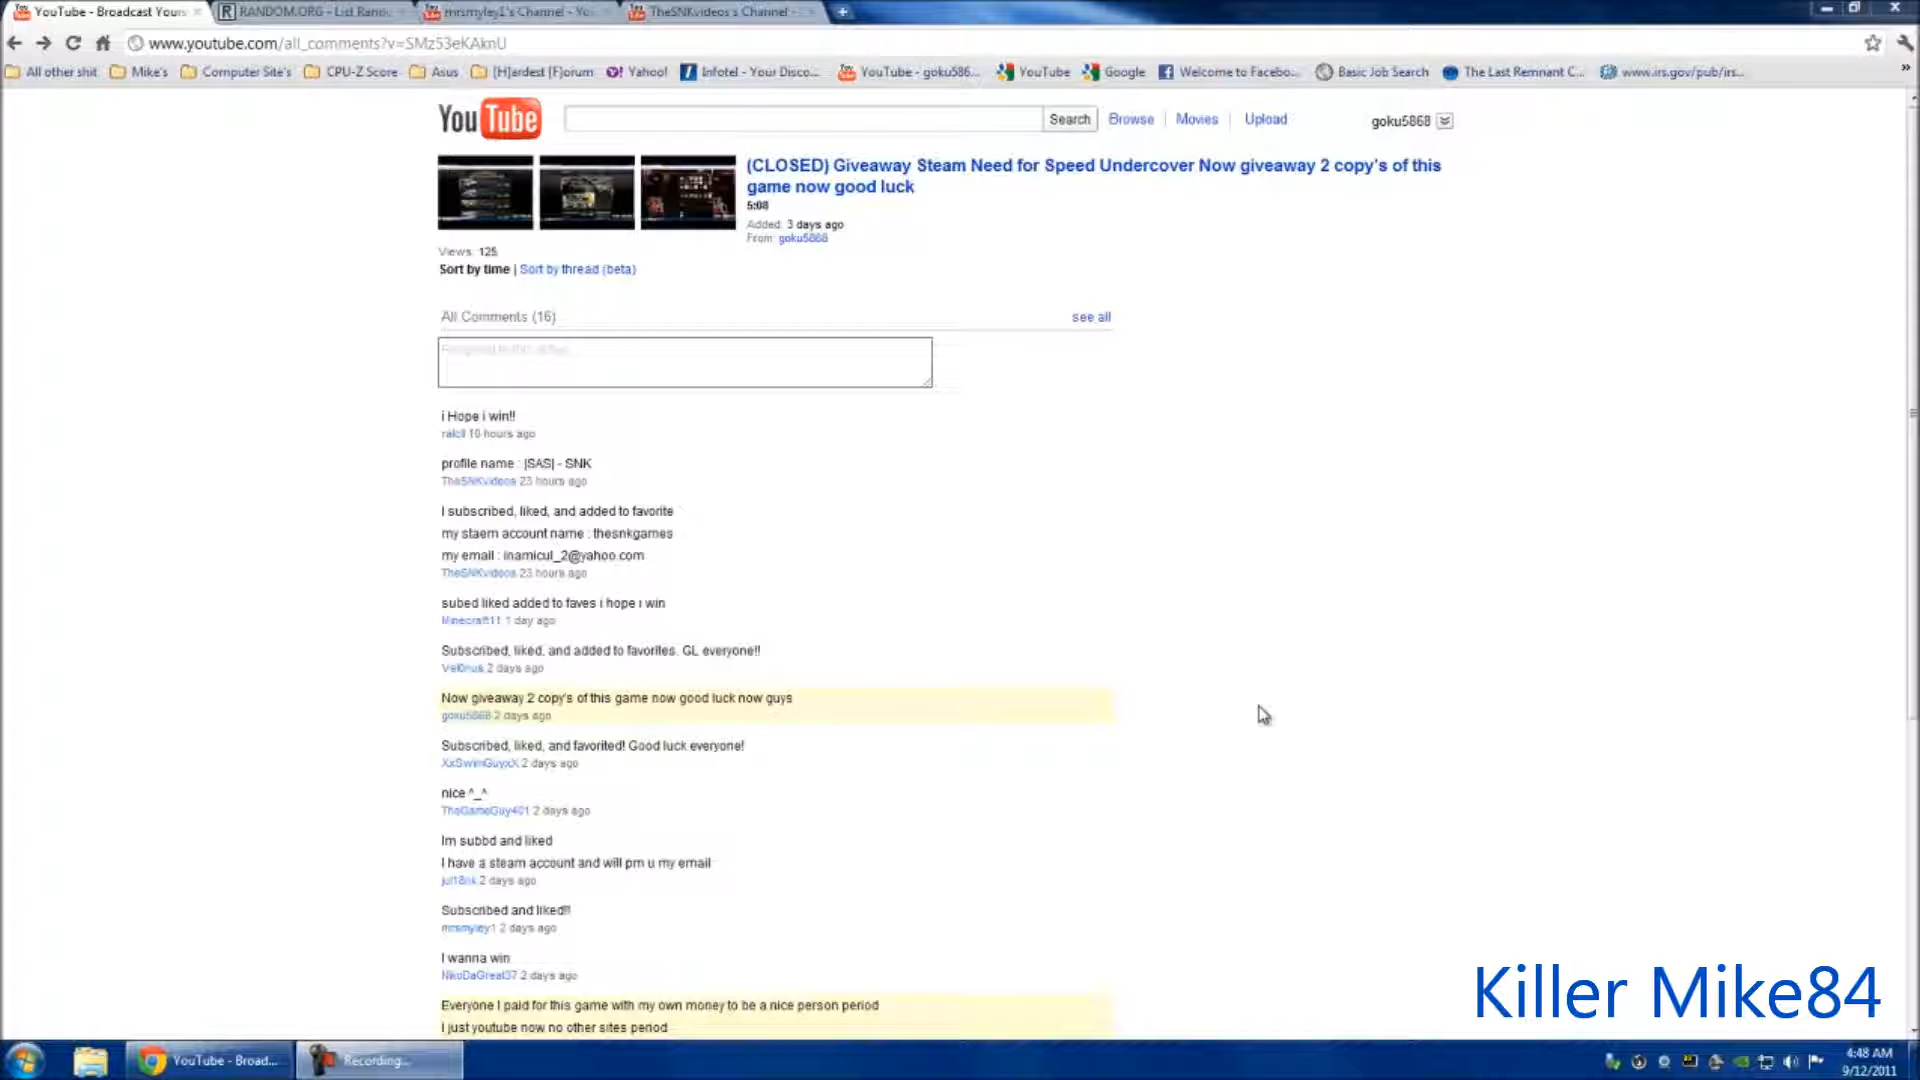 YouTube - Broadcast Yours
RANDOM.ORG - List Rand
mrsmyley1's Channel - Yo
TheSNKvideos's Channel -
www.youtube.com/all_comments?v=SMz53eKAknU
All other shit
Mike's
Computer Site's
CPU-Z Score
Asus
[H]ardest [F]orum
Yahoo!
Infotel - Your Disco...
YouTube - goku586...
YouTube
Google
Welcome to Facebo...
Basic Job Search
The Last Remnant C...
www.irs.gov/pub/irs...
You Tube
Search
Browse
Movies
Upload
goku5868
(CLOSED) Giveaway Steam Need for Speed Undercover Now giveaway 2 copy's of this
game now good luck
5:08
Added: 3 days ago
From: goku5868
Views: 125
Sort by time | Sort by thread (beta)
All Comments (16)
see all
i Hope i win!!
10 hours ago
profile name : |SAS| - SNK
TheSNKvideos 23 hours ago
I subscribed, liked, and added to favorite
my staem account name : thesnkgames
my email : inamicul_2@yahoo.com
TheSNKvideos 23 hours ago
subed liked added to faves i hope i win
Minecraft11 1 day ago
Subscribed, liked, and added to favorites. GL everyone!!
2 days ago
Now giveaway 2 copy's of this game now good luck now guys
goku5868 2 days ago
Subscribed, liked, and favorited! Good luck everyone!
XxSwimGuyxX 2 days ago
nice ^_^
TheGameGuy401 2 days ago
Im subbd and liked
I have a steam account and will pm u my email
2 days ago
Subscribed and liked!!
mrsmyley1 2 days ago
I wanna win
NikoDaGreat37 2 days ago
Everyone I paid for this game with my own money to be a nice person period
I just youtube now no other sites period
Killer Mike84
YouTube - Broad...
Recording...
4:48 AM
9/12/2011